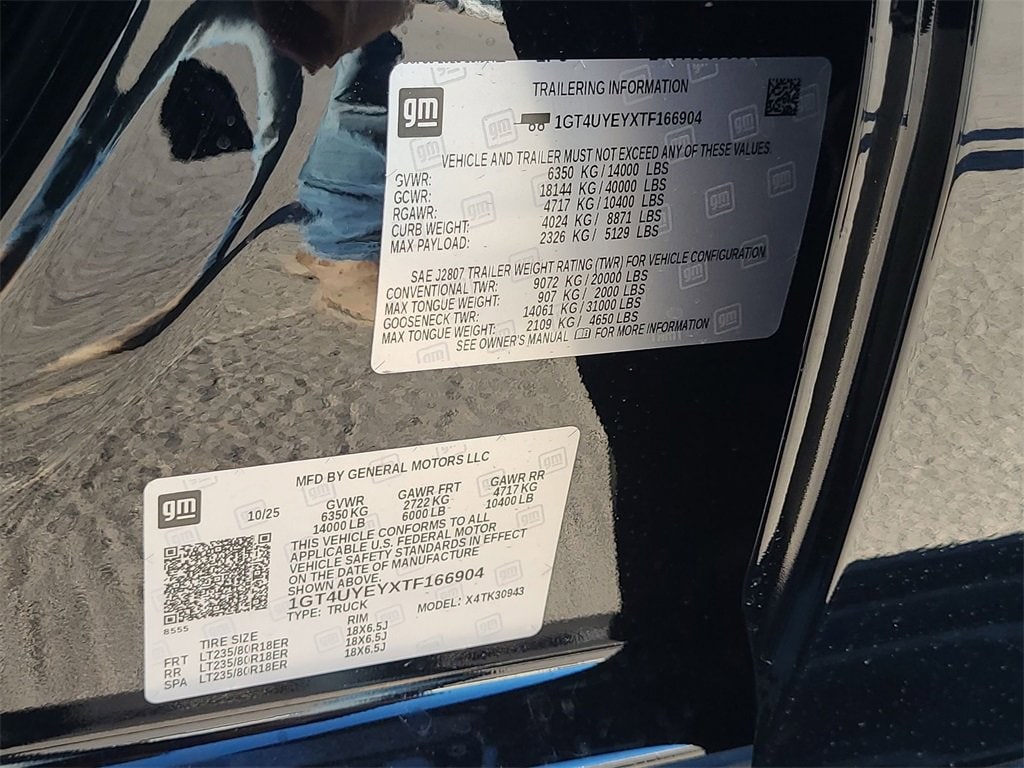 gm
TRAILERING INFORMATION
1GT4UYEYXTF166904
VEHICLE AND TRAILER MUST NOT EXCEED ANY OF THESE VALUES
GVWR: 6350 KG / 14000 LBS
GCWR: 18144 KG / 40000 LBS
RGAWR: 4717 KG / 10400 LBS
CURB WEIGHT: 4024 KG / 8871 LBS
MAX PAYLOAD: 2326 KG / 5129 LBS
SAE J2807 TRAILER WEIGHT RATING (TWR) FOR VEHICLE CONFIGURATION
CONVENTIONAL TWR: 9072 KG / 20000 LBS
MAX TONGUE WEIGHT: 907 KG / 2000 LBS
GOOSENECK TWR: 14061 KG / 31000 LBS
MAX TONGUE WEIGHT: 2109 KG / 4650 LBS
SEE OWNER'S MANUAL FOR MORE INFORMATION
MFD BY GENERAL MOTORS LLC
gm
10/25 GVWR GAWR FRT GAWR RR
6350 KG 2722 KG 4717 KG
14000 LB 6000 LB 10400 LB
THIS VEHICLE CONFORMS TO ALL
APPLICABLE U.S. FEDERAL MOTOR
VEHICLE SAFETY STANDARDS IN EFFECT
ON THE DATE OF MANUFACTURE
SHOWN ABOVE.
1GT4UYEYXTF166904
TYPE: TRUCK MODEL: X4TK30943
8555
TIRE SIZE RIM
FRT LT235/80R18ER 18X6.5J
RR LT235/80R18ER 18X6.5J
SPA LT235/80R18ER 18X6.5J